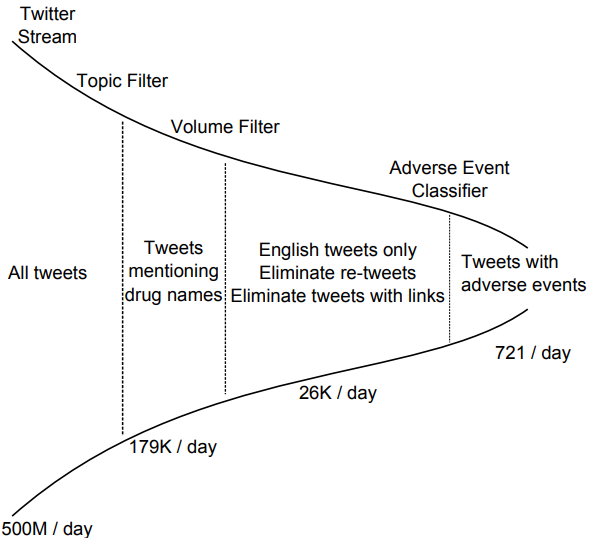 Twitter
Stream
Topic Filter
Volume Filter
Adverse Event
Classifier
All tweets
Tweets
mentioning
drug names
English tweets only
Eliminate re-tweets
Eliminate tweets with links
Tweets with
adverse events
721 / day
26K / day
179K / day
500M / day